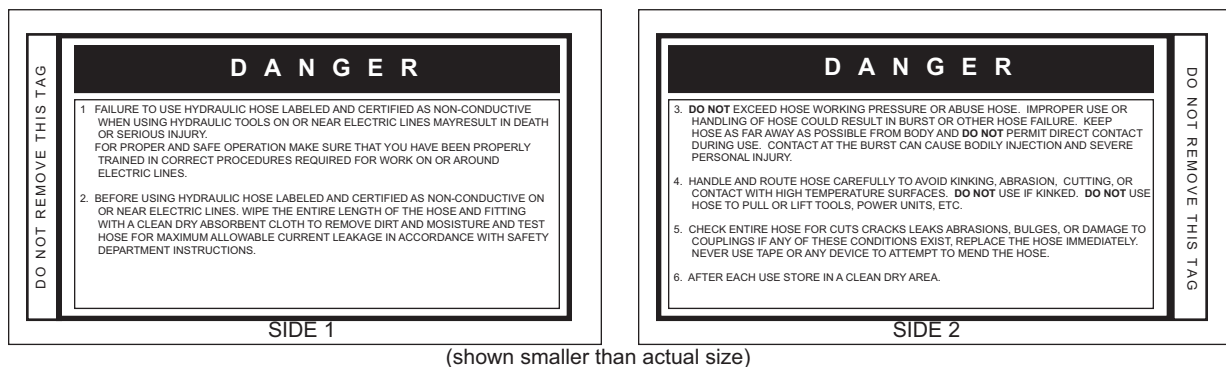 DO NOT REMOVE THIS TAG
D A N G E R
1 FAILURE TO USE HYDRAULIC HOSE LABELED AND CERTIFIED AS NON-CONDUCTIVE
WHEN USING HYDRAULIC TOOLS ON OR NEAR ELECTRIC LINES MAYRESULT IN DEATH
OR SERIOUS INJURY.
FOR PROPER AND SAFE OPERATION MAKE SURE THAT YOU HAVE BEEN PROPERLY
TRAINED IN CORRECT PROCEDURES REQUIRED FOR WORK ON OR AROUND
ELECTRIC LINES.
2. BEFORE USING HYDRAULIC HOSE LABELED AND CERTIFIED AS NON-CONDUCTIVE ON
OR NEAR ELECTRIC LINES. WIPE THE ENTIRE LENGTH OF THE HOSE AND FITTING
WITH A CLEAN DRY ABSORBENT CLOTH TO REMOVE DIRT AND MOSISTURE AND TEST
HOSE FOR MAXIMUM ALLOWABLE CURRENT LEAKAGE IN ACCORDANCE WITH SAFETY
DEPARTMENT INSTRUCTIONS.
SIDE 1
D A N G E R
3. DO NOT EXCEED HOSE WORKING PRESSURE OR ABUSE HOSE. IMPROPER USE OR
HANDLING OF HOSE COULD RESULT IN BURST OR OTHER HOSE FAILURE. KEEP
HOSE AS FAR AWAY AS POSSIBLE FROM BODY AND DO NOT PERMIT DIRECT CONTACT
DURING USE. CONTACT AT THE BURST CAN CAUSE BODILY INJECTION AND SEVERE
PERSONAL INJURY.
4. HANDLE AND ROUTE HOSE CAREFULLY TO AVOID KINKING, ABRASION, CUTTING, OR
CONTACT WITH HIGH TEMPERATURE SURFACES. DO NOT USE IF KINKED. DO NOT USE
HOSE TO PULL OR LIFT TOOLS, POWER UNITS, ETC.
5. CHECK ENTIRE HOSE FOR CUTS CRACKS LEAKS ABRASIONS, BULGES, OR DAMAGE TO
COUPLINGS IF ANY OF THESE CONDITIONS EXIST, REPLACE THE HOSE IMMEDIATELY.
NEVER USE TAPE OR ANY DEVICE TO ATTEMPT TO MEND THE HOSE.
6. AFTER EACH USE STORE IN A CLEAN DRY AREA.
DO NOT REMOVE THIS TAG
SIDE 2
(shown smaller than actual size)